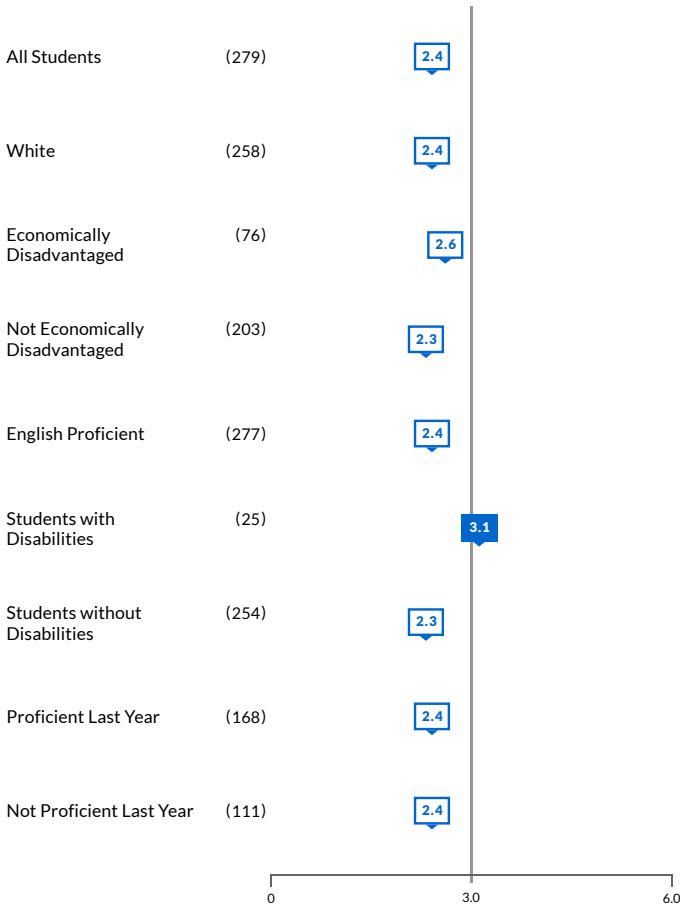 All Students (279) 2.4
White (258) 2.4
Economically (76) 2.6
Disadvantaged
Not Economically (203) 2.3
Disadvantaged
English Proficient (277) 2.4
Students with (25) 3.1
Disabilities
Students without (254) 2.3
Disabilities
Proficient Last Year (168) 2.4
Not Proficient Last Year (111) 2.4
0 3.0 6.0